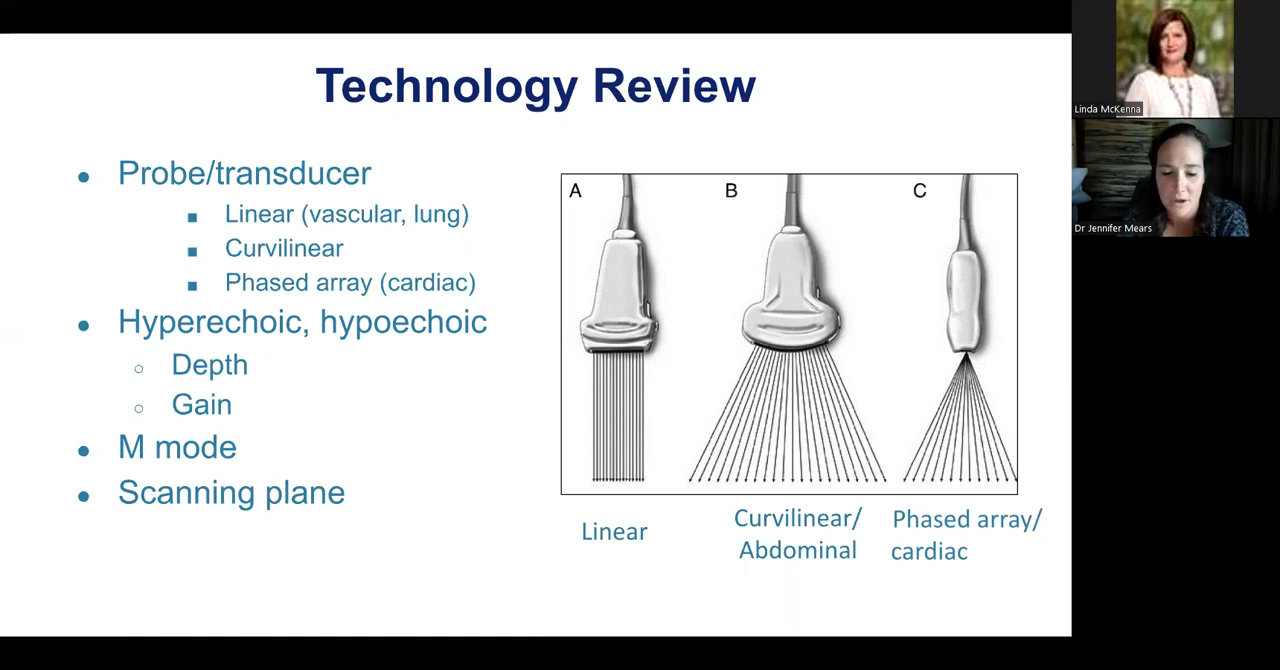 Technology Review
● Probe/transducer
■ Linear (vascular, lung)
■ Curvilinear
■ Phased array (cardiac)
● Hyperechoic, hypoechoic
○ Depth
○ Gain
● M mode
● Scanning plane
A B C
Linear
Curvilinear/
Abdominal
Phased array/
cardiac
Linda McKenna
Dr Jennifer Mears